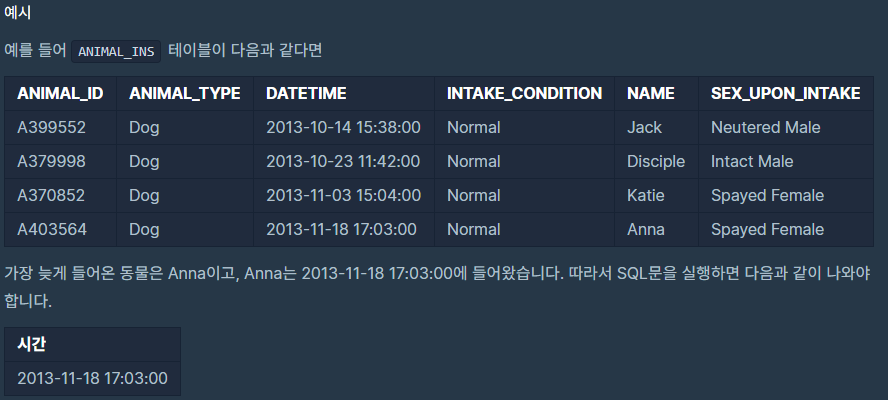 예시
예를 들어 ANIMAL_INS 테이블이 다음과 같다면
ANIMAL_ID ANIMAL_TYPE DATETIME INTAKE_CONDITION NAME SEX_UPON_INTAKE
A399552 Dog 2013-10-14 15:38:00 Normal Jack Neutered Male
A379998 Dog 2013-10-23 11:42:00 Normal Disciple Intact Male
A370852 Dog 2013-11-03 15:04:00 Normal Katie Spayed Female
A403564 Dog 2013-11-18 17:03:00 Normal Anna Spayed Female
가장 늦게 들어온 동물은 Anna이고, Anna는 2013-11-18 17:03:00에 들어왔습니다. 따라서 SQL문을 실행하면 다음과 같이 나와야
합니다.
시간
2013-11-18 17:03:00